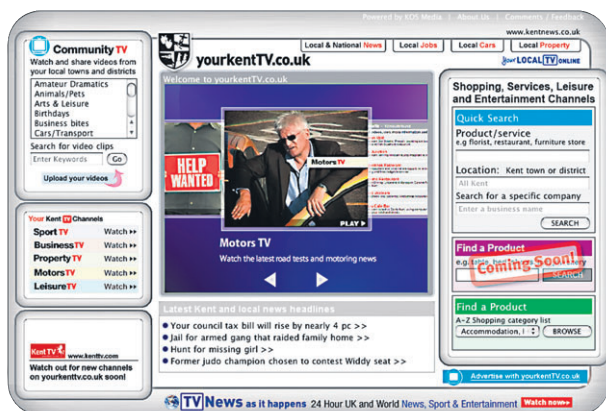 Powered by KOS Media | About Us | Comments / Feedback
www.kentnews.co.uk
Local & National News
Local Jobs
Local Cars
Local Property
yourkentTV.co.uk
your LOCAL TV ONLINE
Community TV
Watch and share videos from
your local towns and districts
Amateur Dramatics
Animals/Pets
Arts & Leisure
Birthdays
Business bites
Cars/Transport
Search for video clips
Enter Keywords
Go
Upload your videos
Your Kent TV Channels
Sport TV Watch
Business TV Watch
Property TV Watch
Motors TV Watch
Leisure TV Watch
Kent TV
www.kenttv.com
Watch out for new channels
on yourkenttv.co.uk soon!
Welcome to yourkentTV.co.uk
HELP
WANTED
Motors TV
PLAY
Motors TV
Watch the latest road tests and motoring news
Latest Kent and local news headlines
Your council tax bill will rise by nearly 4 pc >>
Jail for armed gang that raided family home >>
Hunt for missing girl >>
Former judo champion chosen to contest Widdy seat >>
Shopping, Services, Leisure
and Entertainment Channels
Quick Search
Product/service
e.g florist, restaurant, furniture store
Location: Kent town or district
All Kent
Search for a specific company
Enter a business name
SEARCH
Find a Product
e.g. table,
Coming Soon!
SEARCH
Find a Product
A-Z Shopping category list
Accommodation,
BROWSE
Advertise with yourkentTV.co.uk
TV News as it happens 24 Hour UK and World News, Sport & Entertainment Watch now